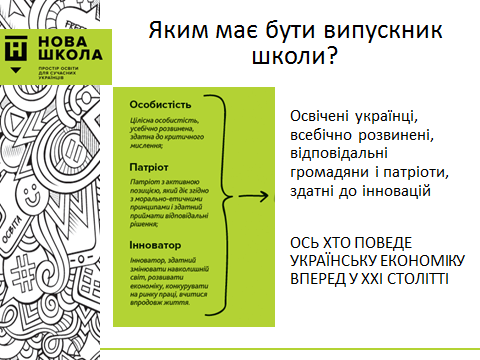 НОВА
ШКОЛА
ПРОСТІР ОСВІТИ
ДЛЯ СУЧАСНИХ
УКРАЇНЦІВ
ОСВІТА
Яким має бути випускник
школи?
Особистість
Цілісна особистість,
усебічно розвинена,
здатна до критичного
мислення;
Патріот
Патріот з активною
позицією, який діє згідно
з морально-етичними
принципами і здатний
приймати відповідальні
рішення;
Інноватор
Інноватор, здатний
змінювати навколишній
світ, розвивати
економіку, конкурувати
на ринку праці, вчитися
впродовж життя.
Освічені українці,
всебічно розвинені,
відповідальні
громадяни і патріоти,
здатні до інновацій
ОСЬ ХТО ПОВЕДЕ
УКРАЇНСЬКУ ЕКОНОМІКУ
ВПЕРЕД У ХХІ СТОЛІТТІ